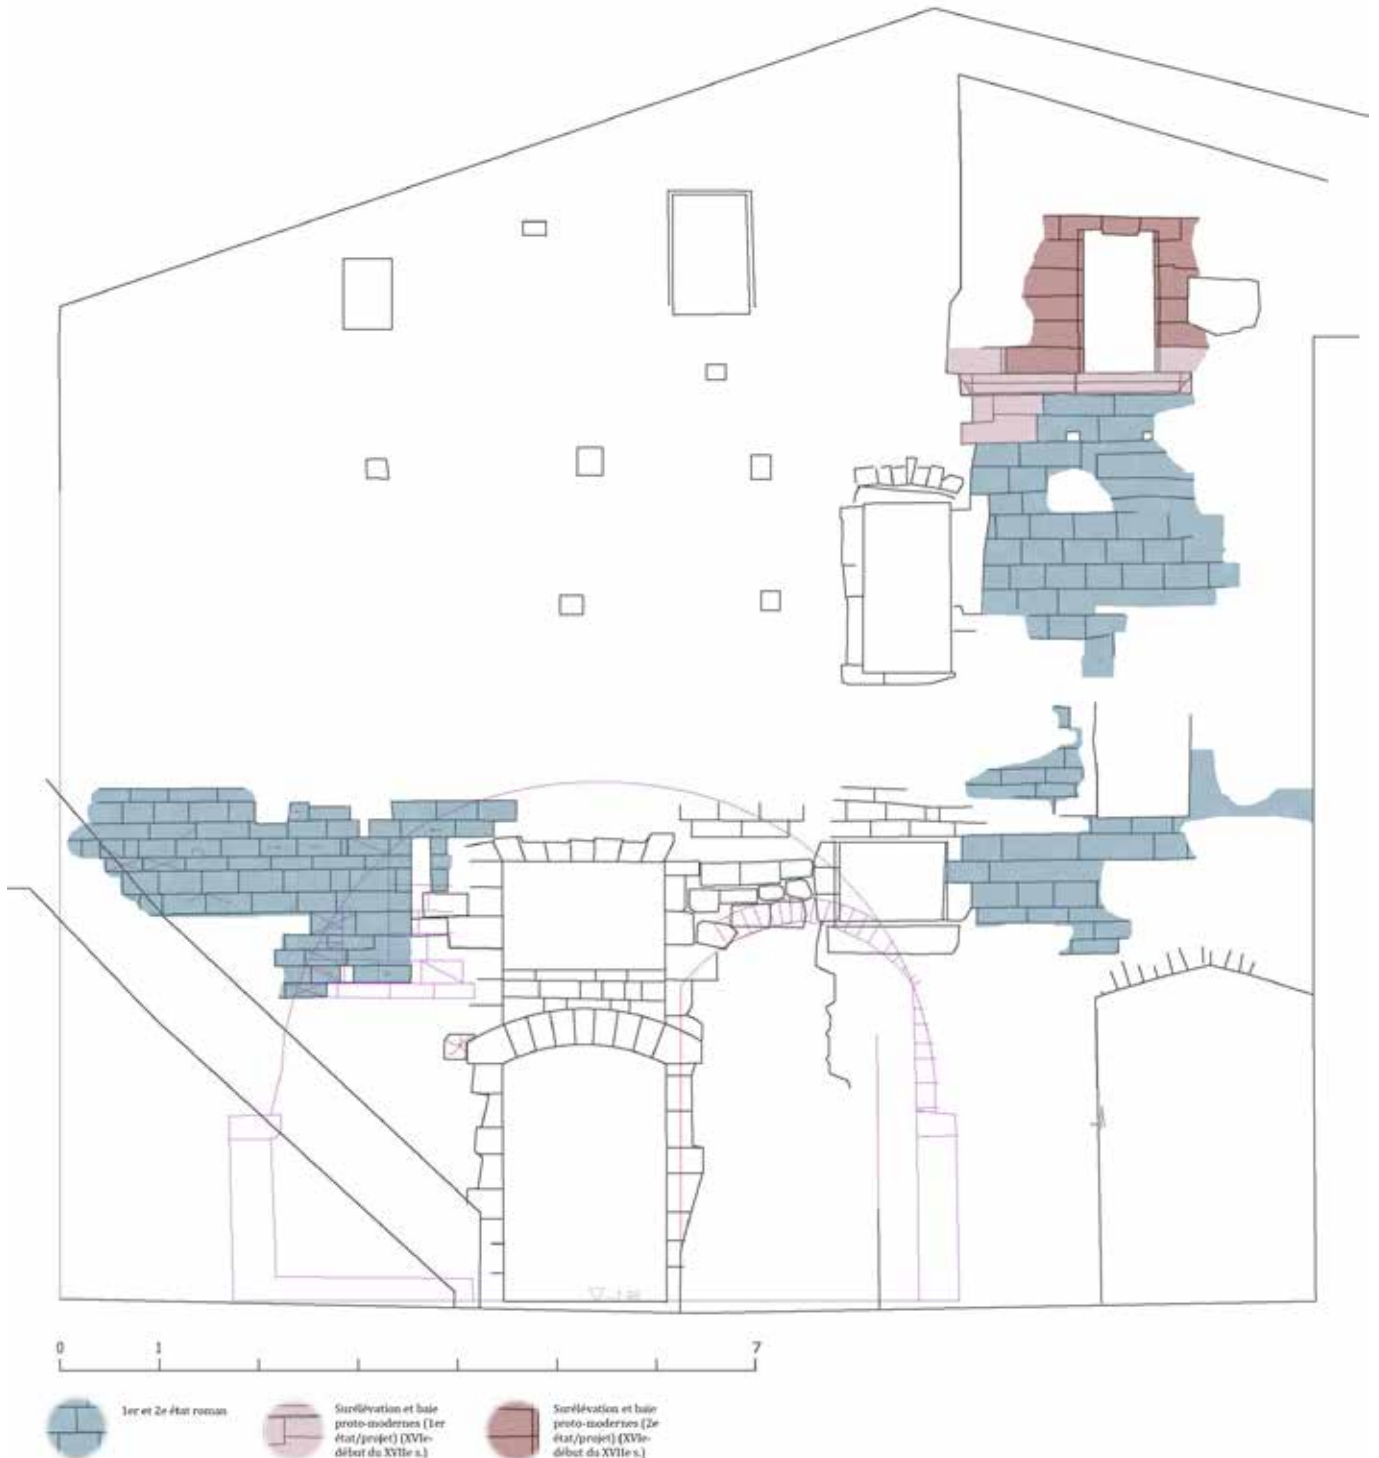 0 1 7
1er et 2e état roman
Surélévation et baie
proto-modernes (1er
état/projet) (XVIe-
début du XVIIe s.)
Surélévation et baie
proto-modernes (2e
état/projet) (XVIe-
début du XVIIe s.)